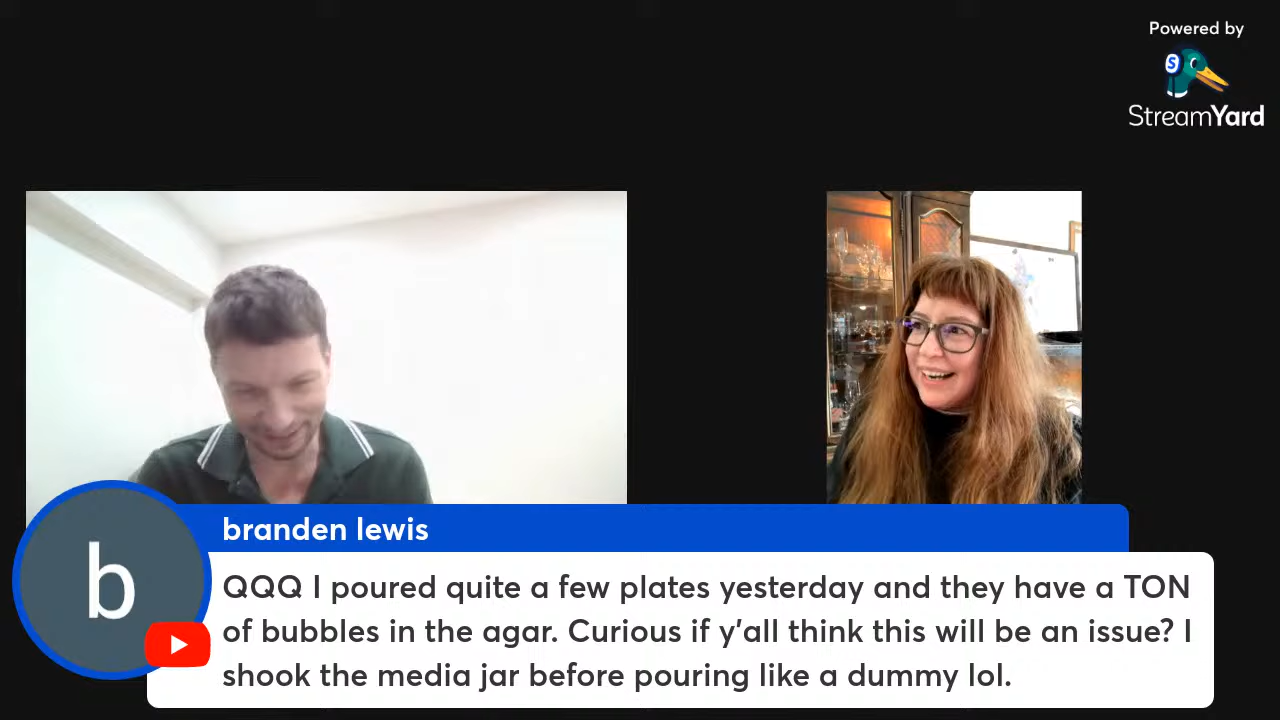 Powered by
S
StreamYard
branden lewis
b
QQQ I poured quite a few plates yesterday and they have a TON
of bubbles in the agar. Curious if y'all think this will be an issue? I
shook the media jar before pouring like a dummy lol.